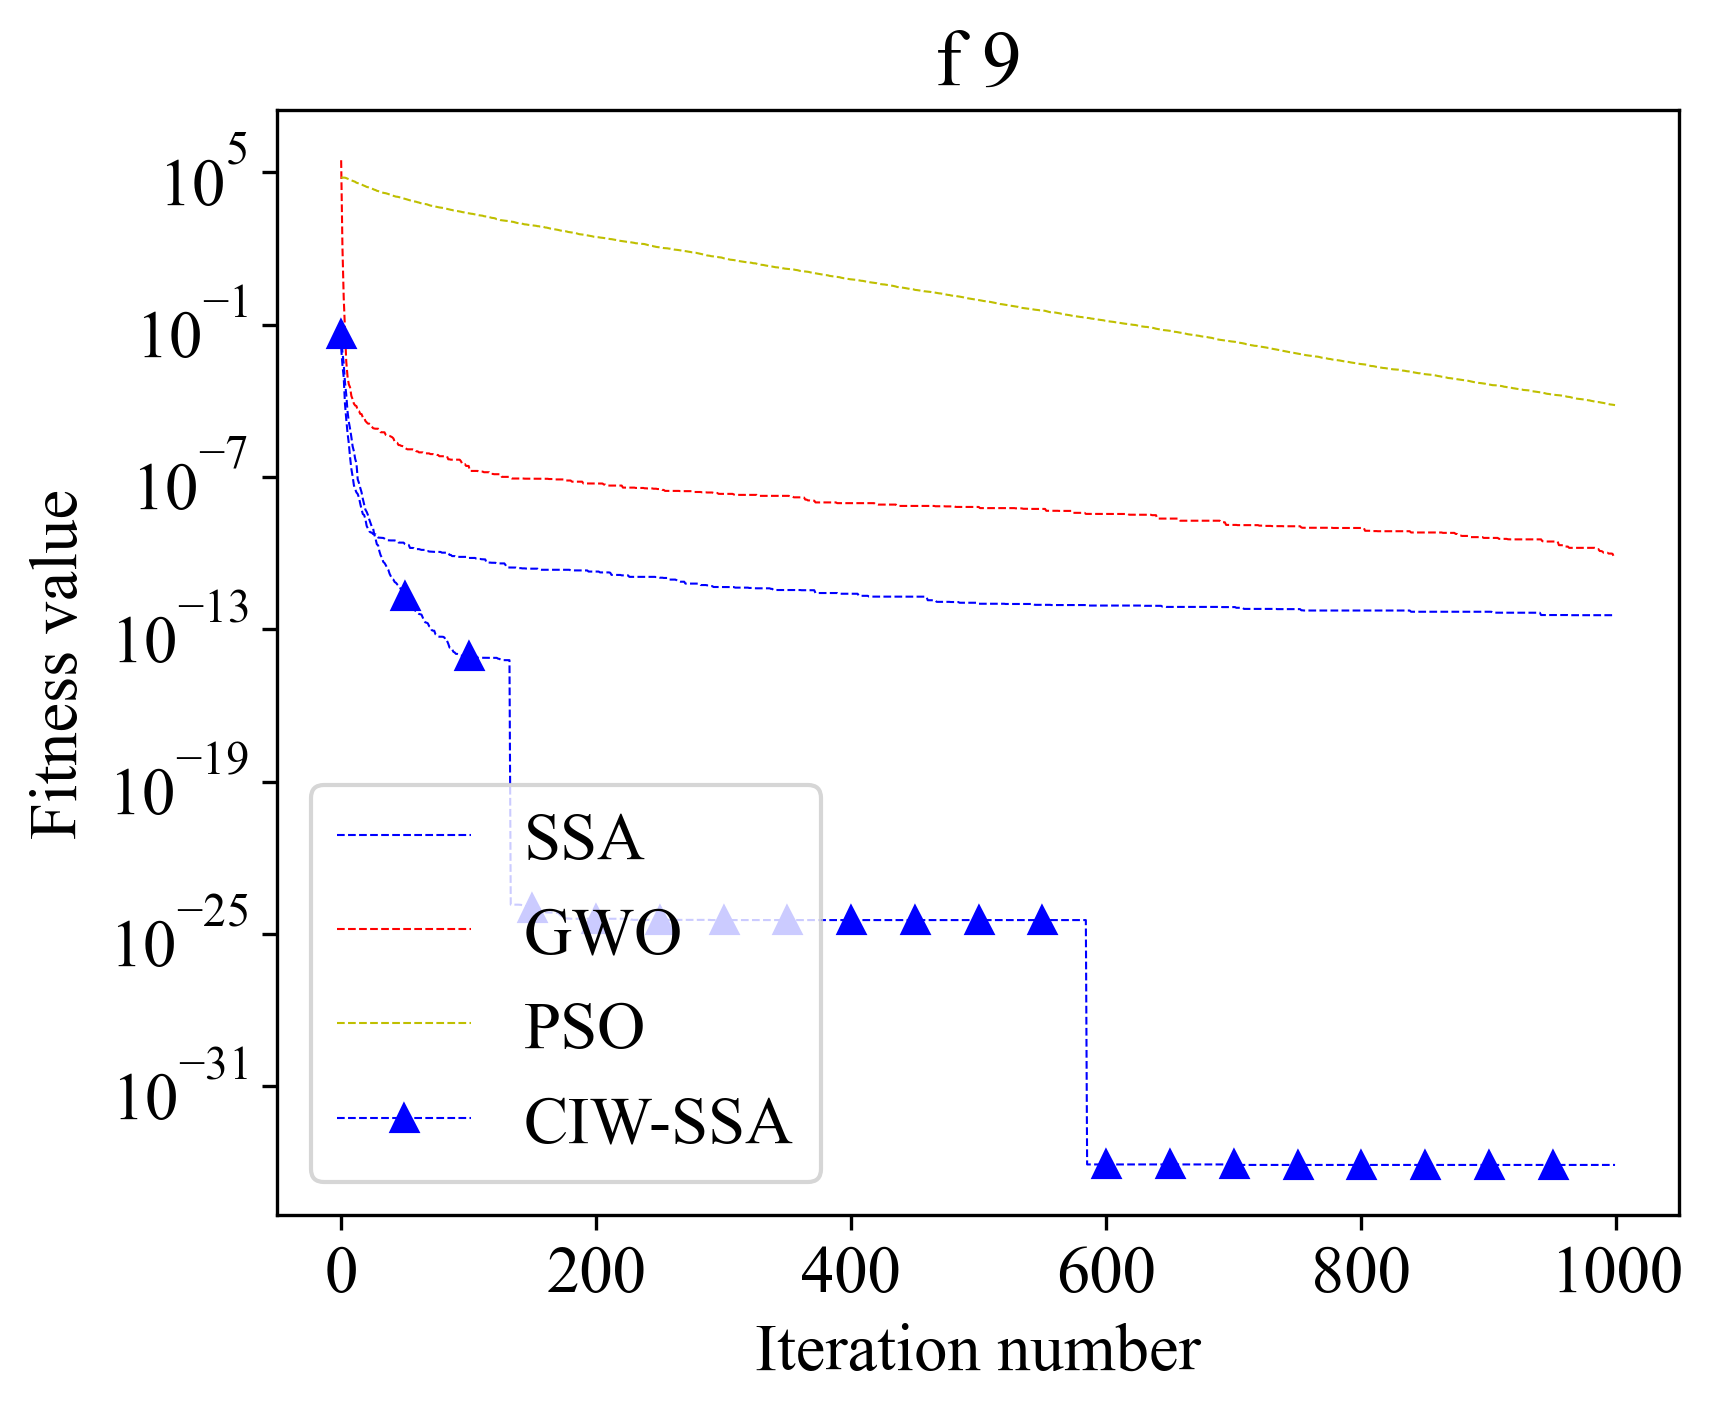 f 9
10^5
10^−1
10^−7
10^−13
10^−19
10^−25
10^−31
Fitness value
SSA
GWO
PSO
CIW-SSA
0 200 400 600 800 1000
Iteration number